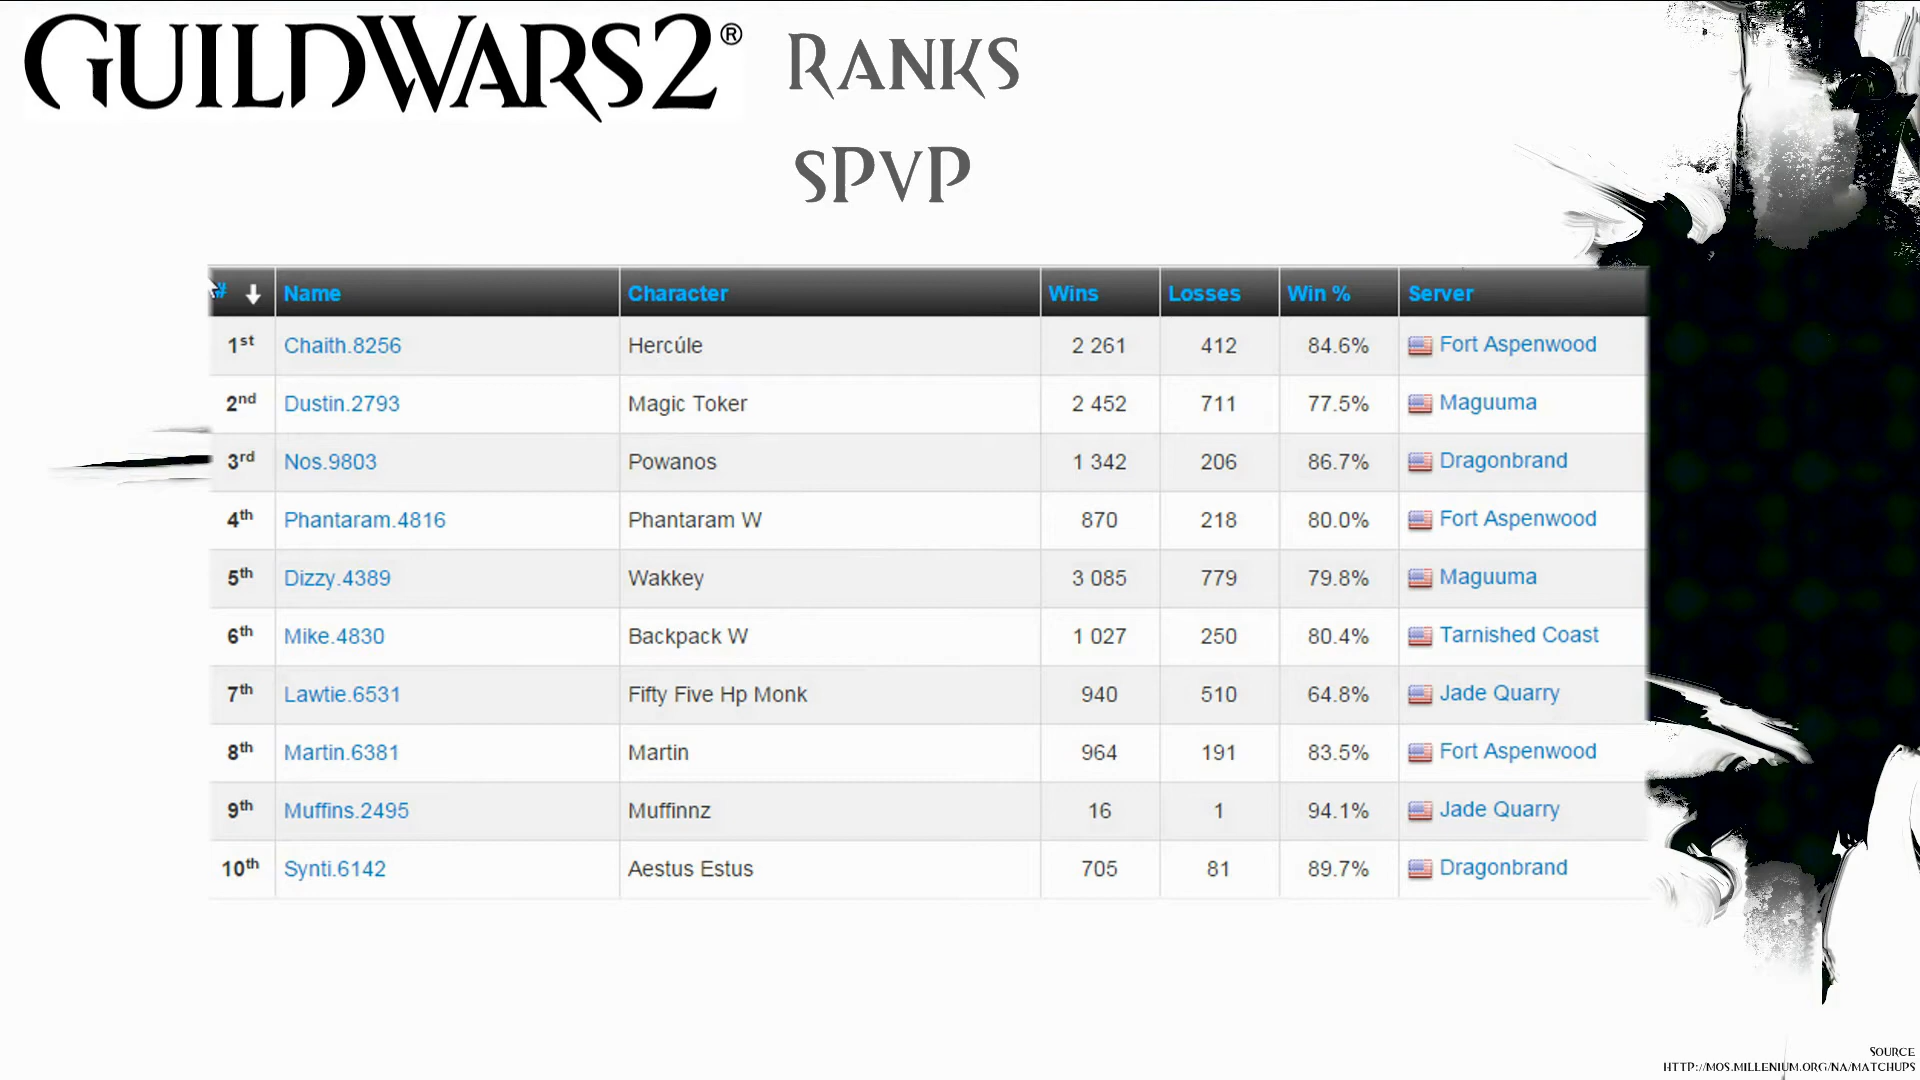 GUILDWARS2® RANKS
SPVP
# Name Character Wins Losses Win % Server
1st Chaith.8256 Hercúle 2 261 412 84.6% Fort Aspenwood
2nd Dustin.2793 Magic Toker 2 452 711 77.5% Maguuma
3rd Nos.9803 Powanos 1 342 206 86.7% Dragonbrand
4th Phantaram.4816 Phantaram W 870 218 80.0% Fort Aspenwood
5th Dizzy.4389 Wakkey 3 085 779 79.8% Maguuma
6th Mike.4830 Backpack W 1 027 250 80.4% Tarnished Coast
7th Lawtie.6531 Fifty Five Hp Monk 940 510 64.8% Jade Quarry
8th Martin.6381 Martin 964 191 83.5% Fort Aspenwood
9th Muffins.2495 Muffinnz 16 1 94.1% Jade Quarry
10th Synti.6142 Aestus Estus 705 81 89.7% Dragonbrand
SOURCE
HTTP://MOS.MILLENIUM.ORG/NA/MATCHUPS